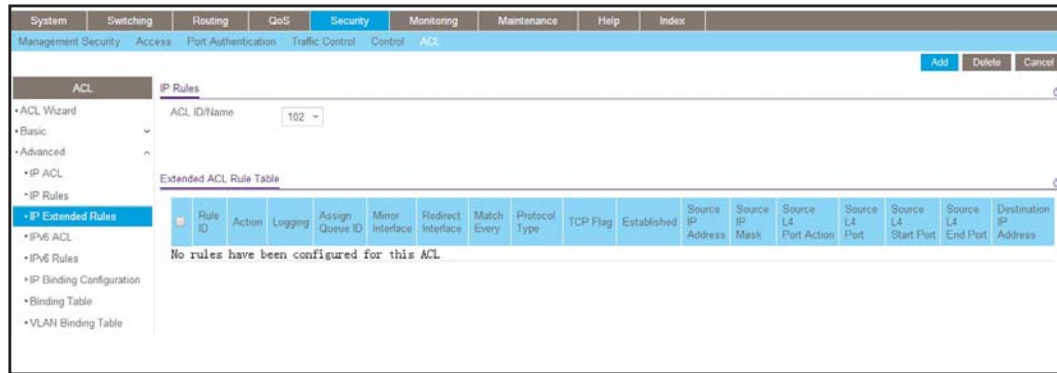 System Switching Routing QoS Security Monitoring Maintenance Help Index
Management Security Access Port Authentication Traffic Control Control ACL
Add Delete Cancel
ACL
• ACL Wizard
• Basic
• Advanced
• IP ACL
• IP Rules
• IP Extended Rules
• IPv6 ACL
• IPv6 Rules
• IP Binding Configuration
• Binding Table
• VLAN Binding Table
IP Rules
ACL ID/Name 102
Extended ACL Rule Table
Rule ID Action Logging Assign Queue ID Mirror Interface Redirect Interface Match Every Protocol Type TCP Flag Established Source IP Address Source IP Mask Source L4 Port Action Source L4 Port Source L4 Start Port Source L4 End Port Destination IP Address
No rules have been configured for this ACL